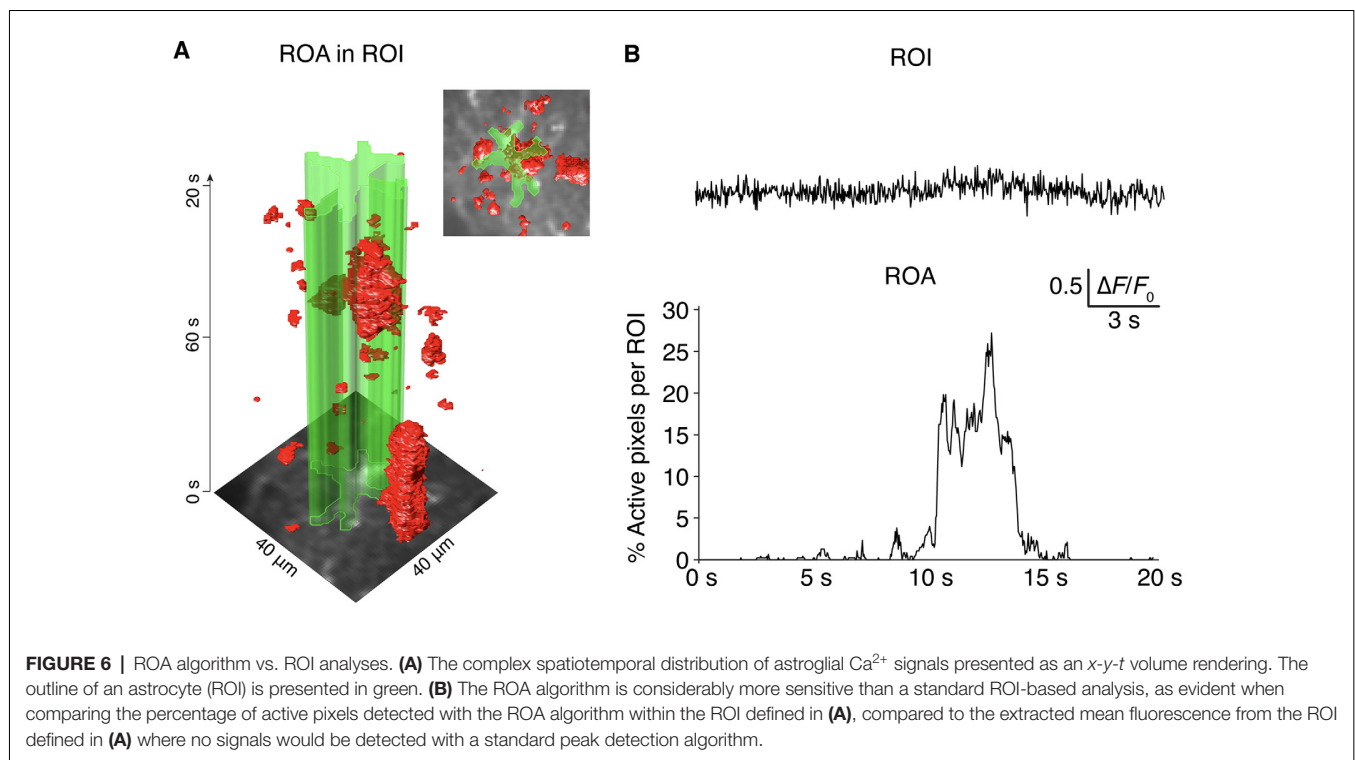 A
ROA in ROI
20 s
60 s
0 s
40 µm
40 µm
B
ROI
ROA
0.5
ΔF/F₀
3 s
% Active pixels per ROI
30
25
20
15
10
5
0
0 s
5 s
10 s
15 s
20 s
FIGURE 6 | ROA algorithm vs. ROI analyses. (A) The complex spatiotemporal distribution of astroglial Ca²⁺ signals presented as an x-y-t volume rendering. The
outline of an astrocyte (ROI) is presented in green. (B) The ROA algorithm is considerably more sensitive than a standard ROI-based analysis, as evident when
comparing the percentage of active pixels detected with the ROA algorithm within the ROI defined in (A), compared to the extracted mean fluorescence from the ROI
defined in (A) where no signals would be detected with a standard peak detection algorithm.